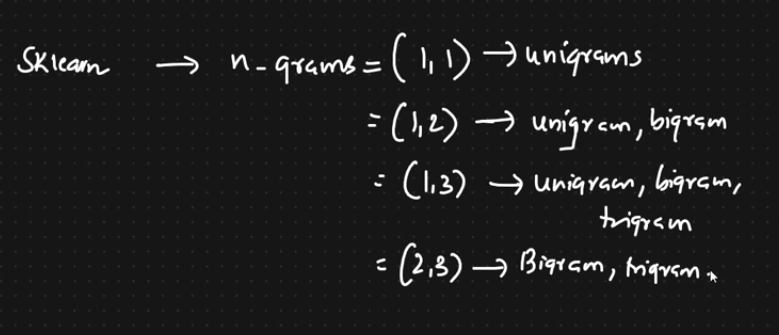 Sklearn → n-grams = (1,1) → unigrams
= (1,2) → unigram, bigram
= (1,3) → unigram, bigram,
trigram
= (2,3) → Bigram, trigram.